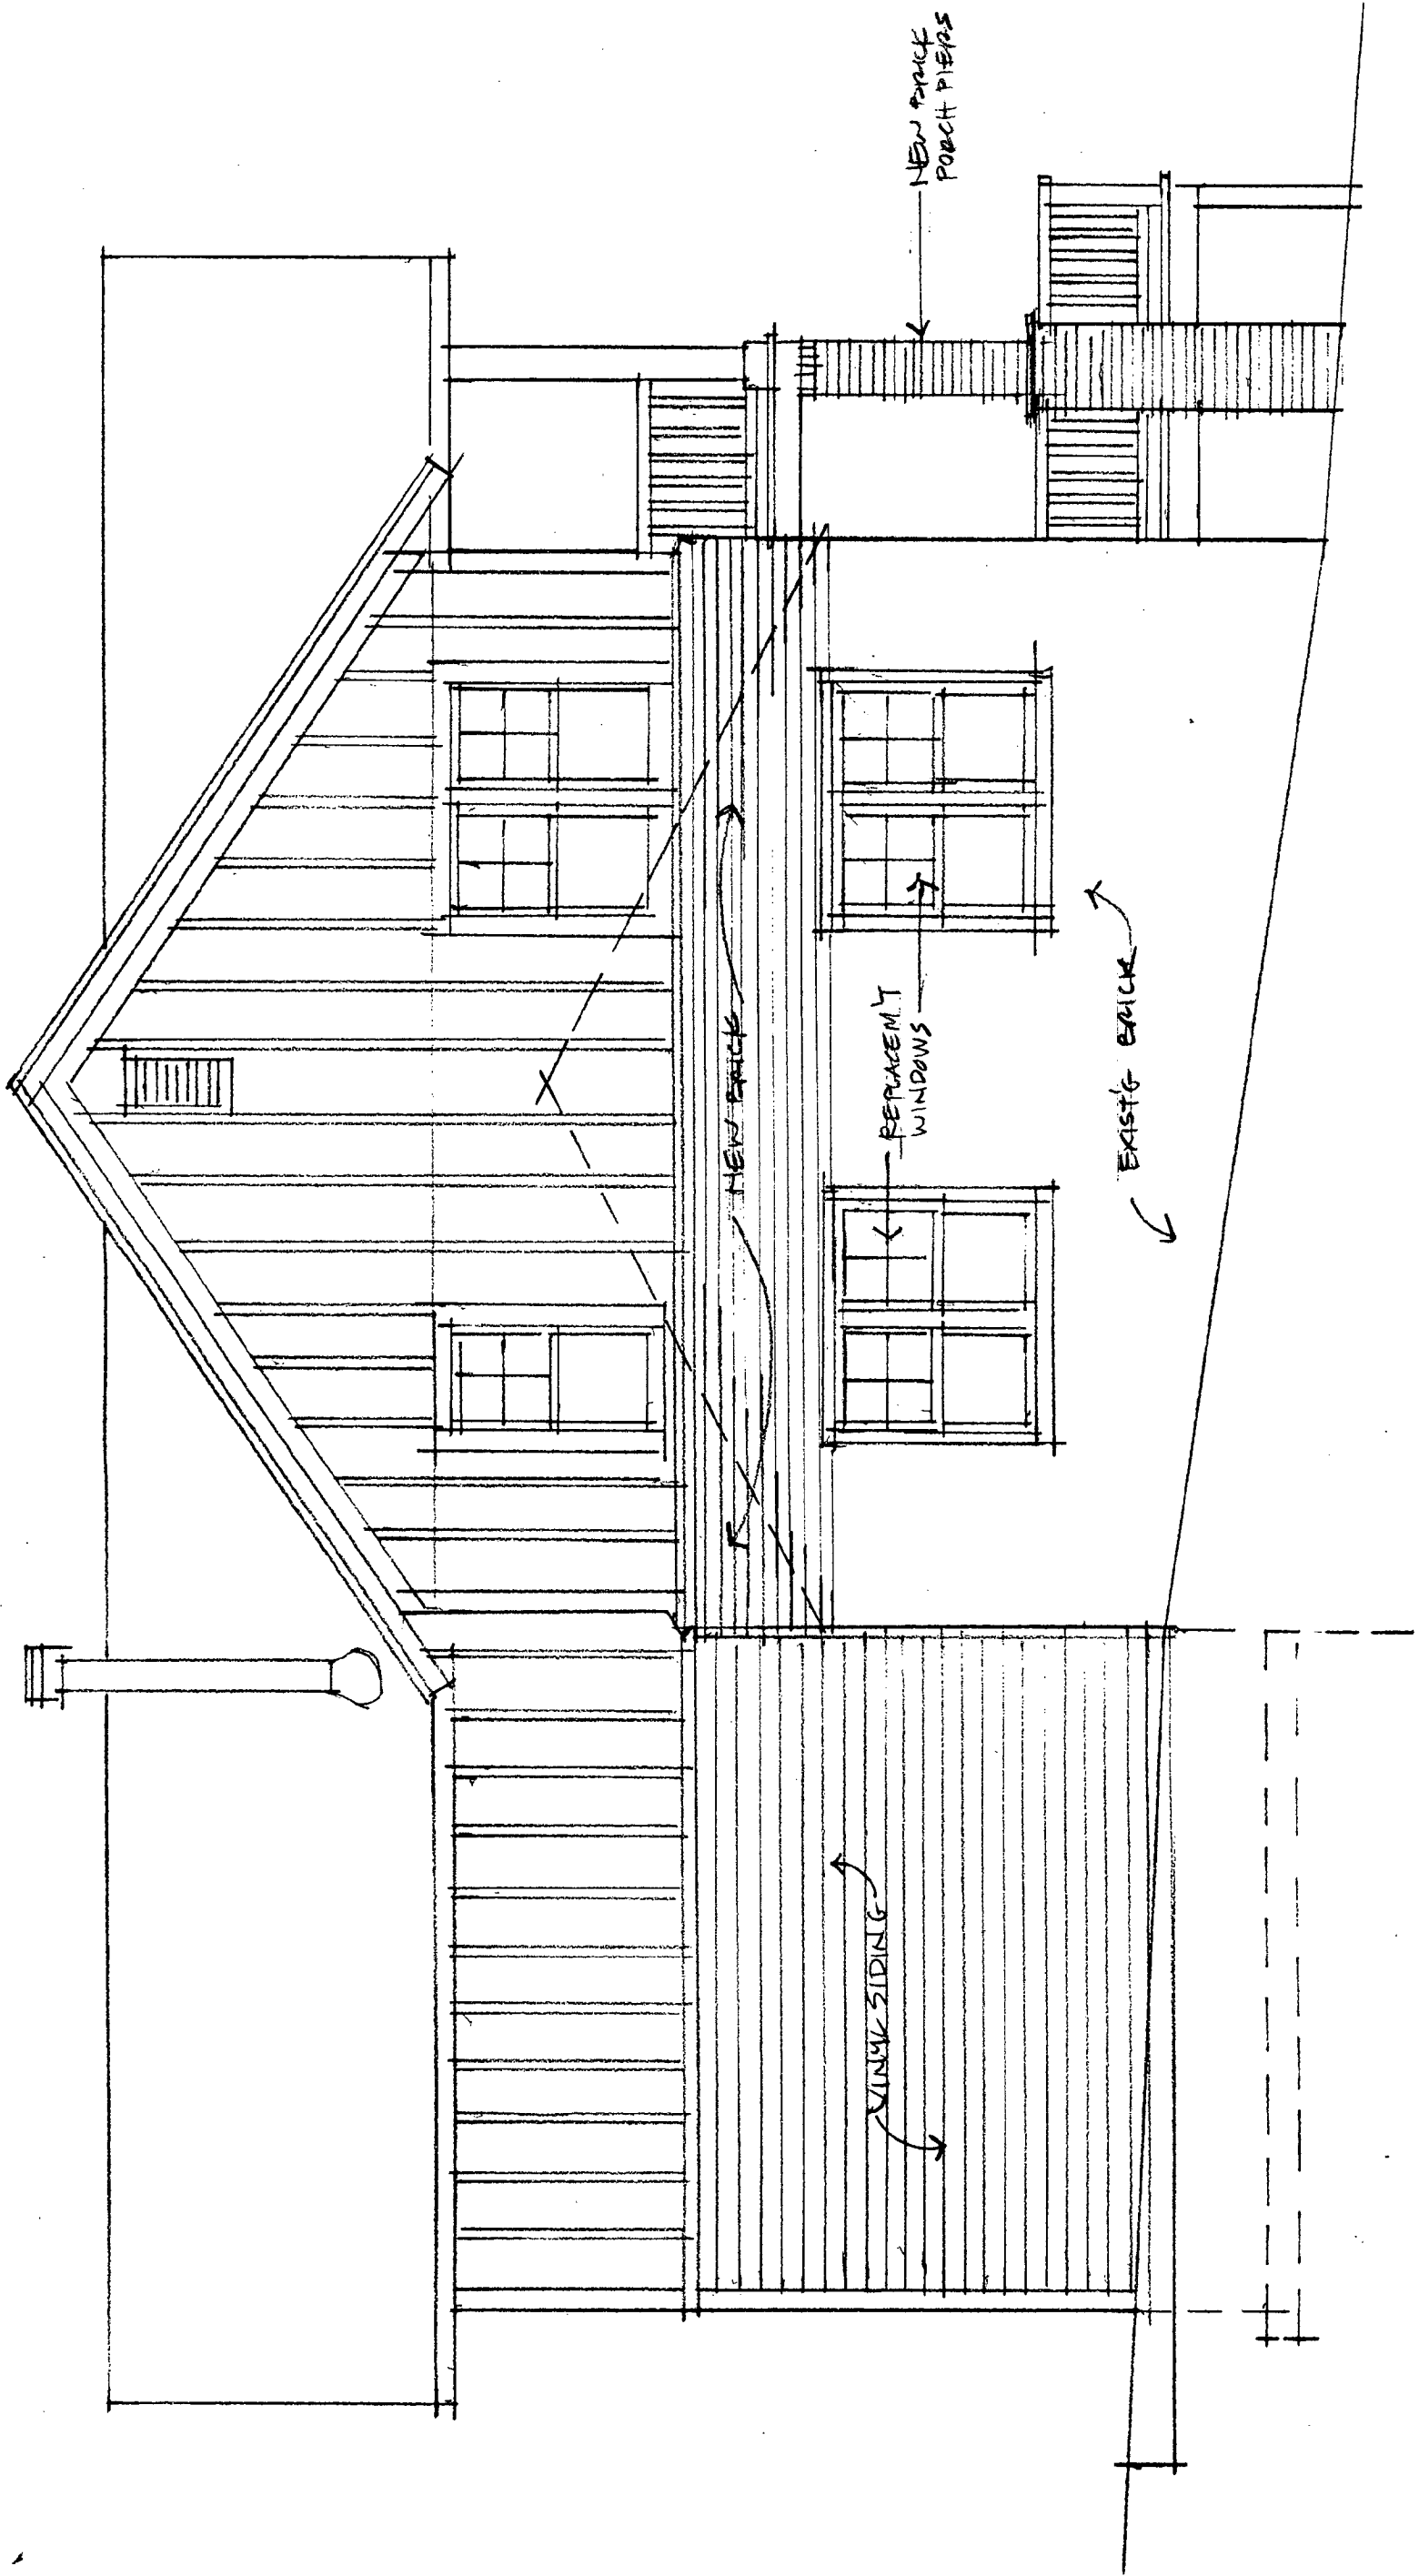 NEW BRICK
PORCH PIERS
NEW BRICK
REPLACEM'T
WINDOWS
EXIST'G BRICK
VINYL SIDING